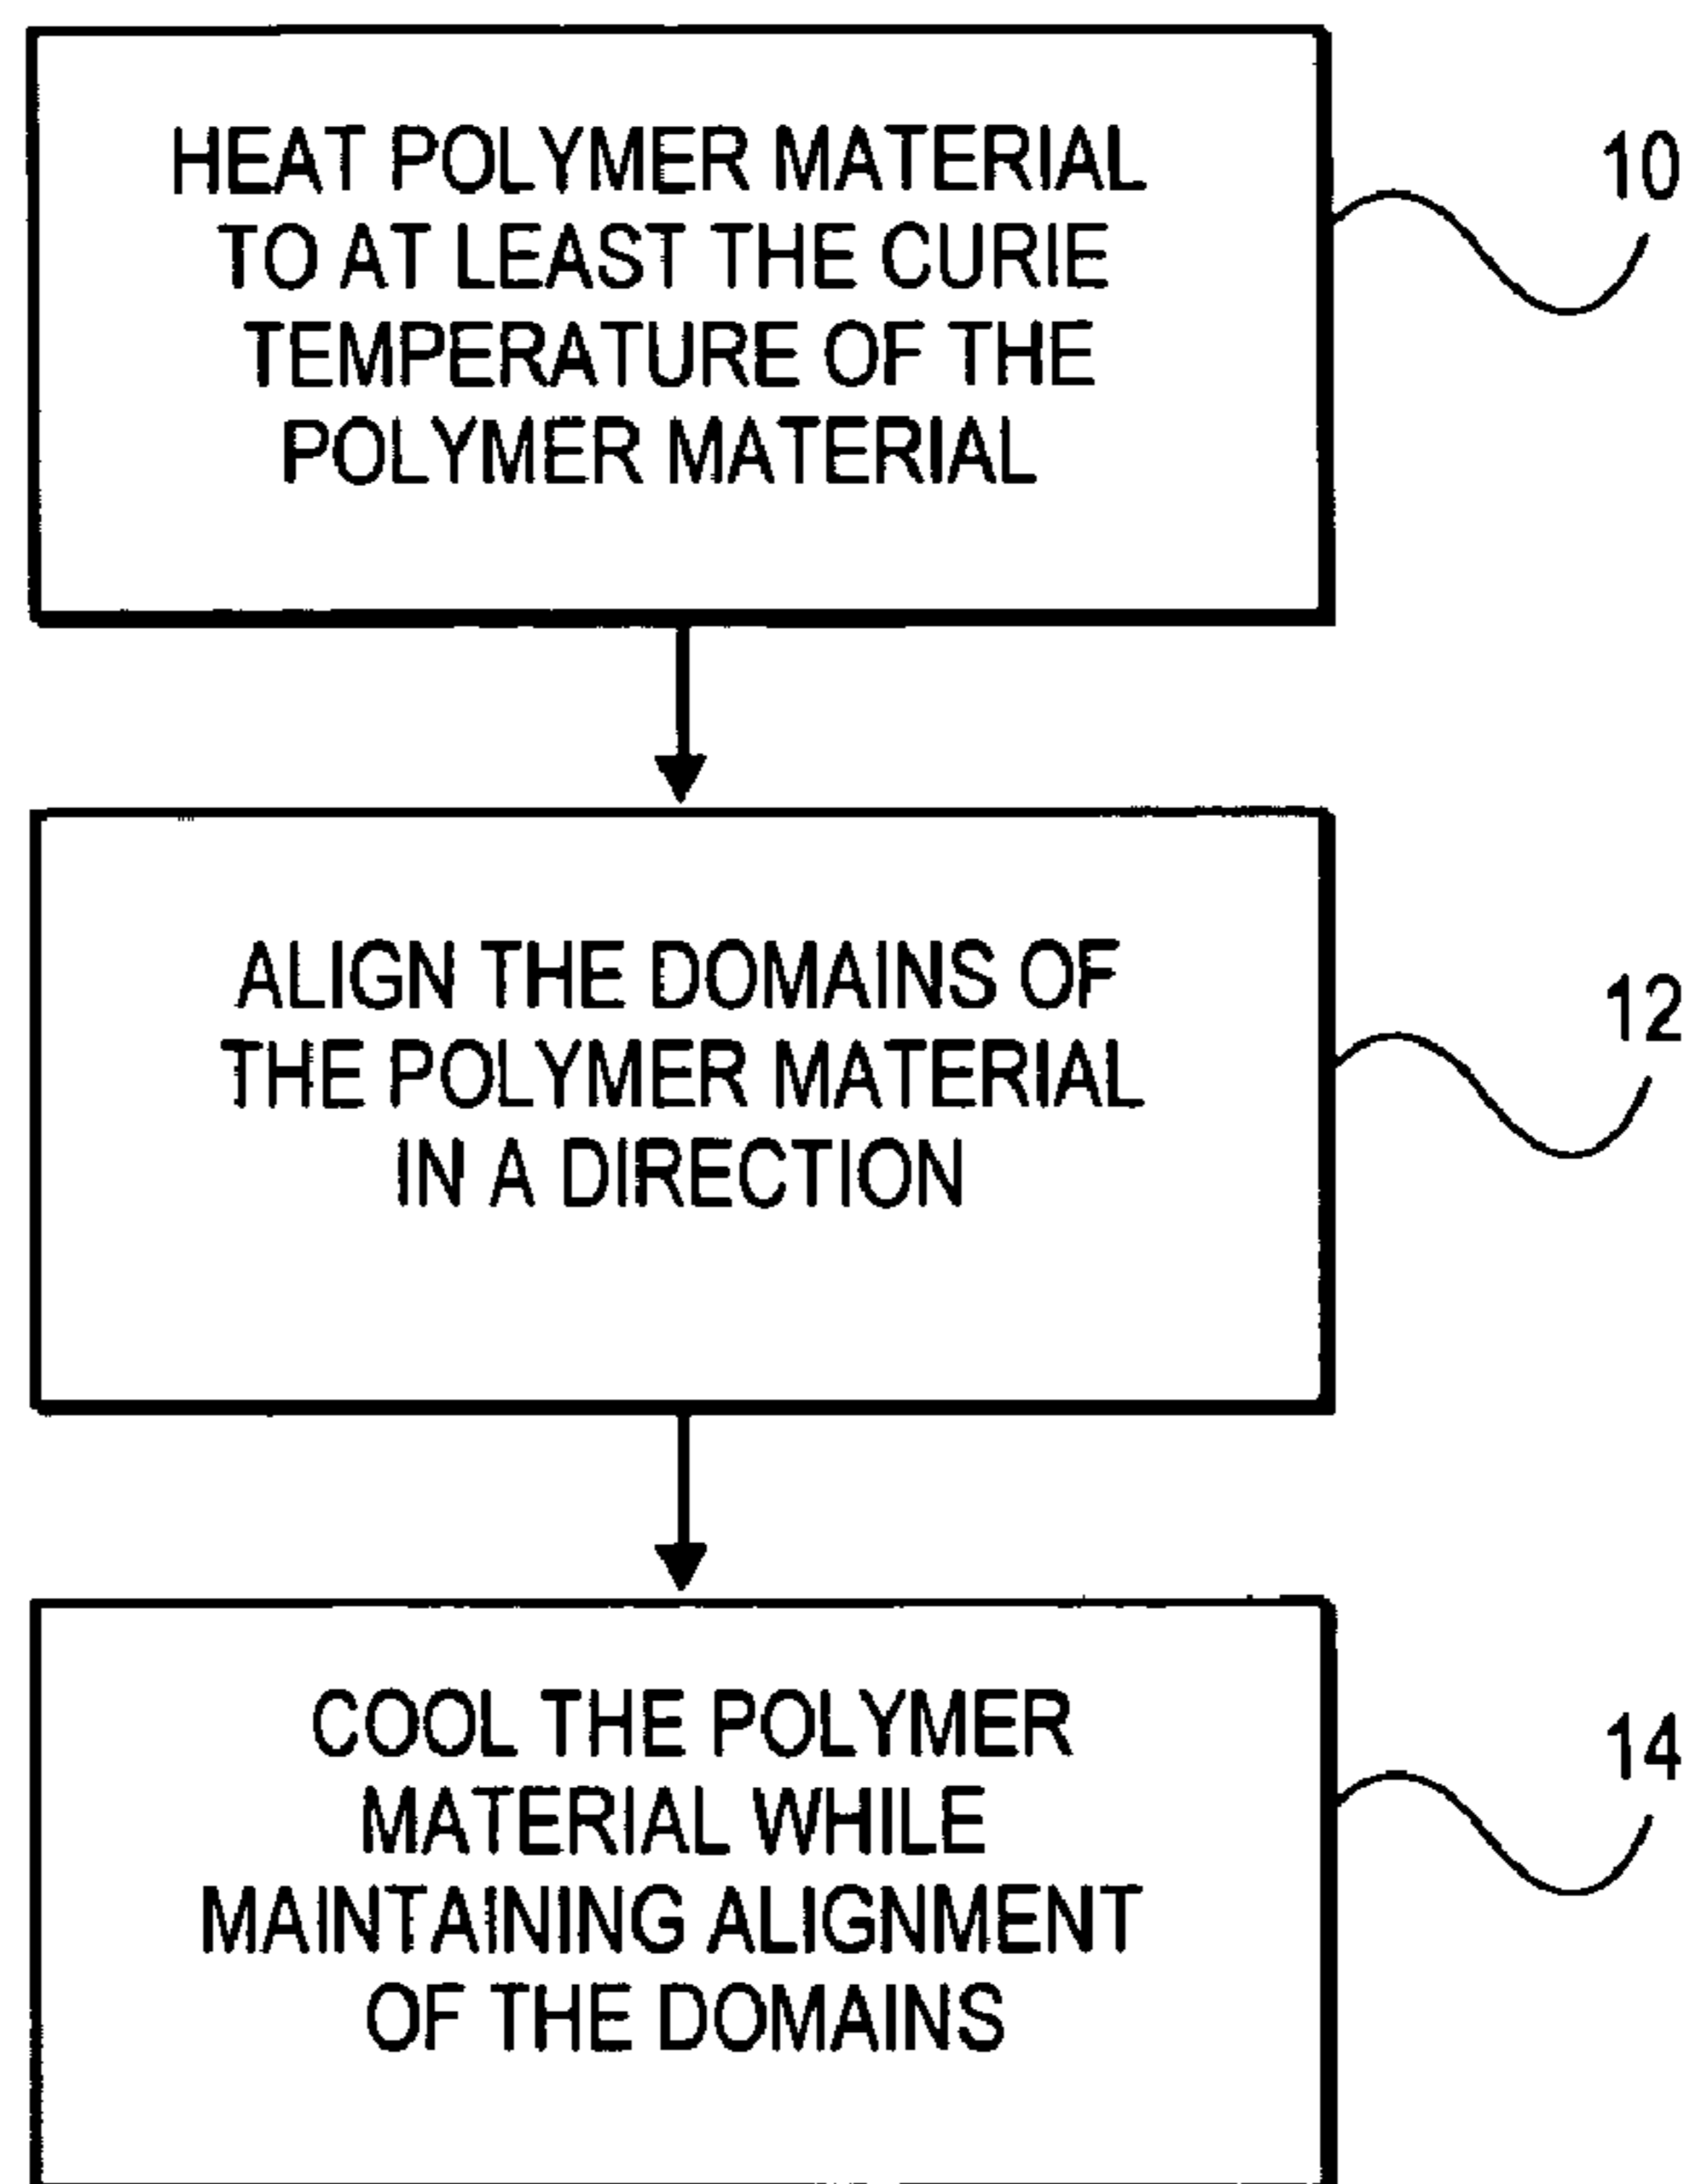 HEAT POLYMER MATERIAL
TO AT LEAST THE CURIE
TEMPERATURE OF THE
POLYMER MATERIAL
10
ALIGN THE DOMAINS OF
THE POLYMER MATERIAL
IN A DIRECTION
12
COOL THE POLYMER
MATERIAL WHILE
MAINTAINING ALIGNMENT
OF THE DOMAINS
14